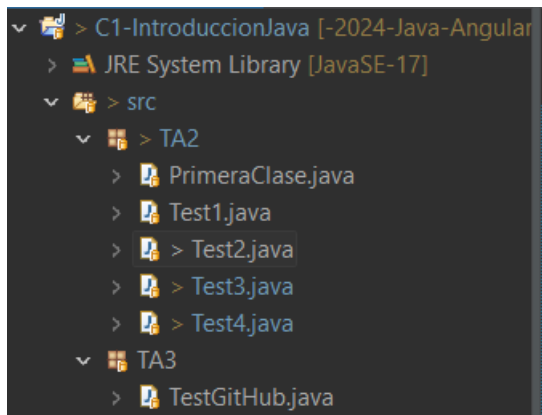 > C1-IntroduccionJava [-2024-Java-Angular
JRE System Library [JavaSE-17]
> src
> TA2
PrimeraClase.java
Test1.java
> Test2.java
> Test3.java
> Test4.java
TA3
TestGitHub.java